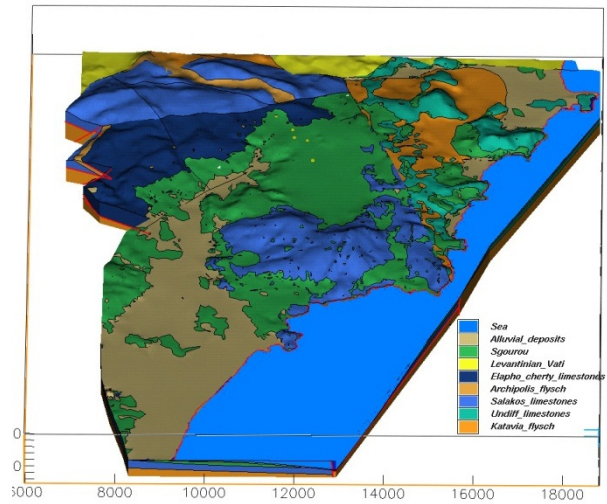 Sea
Alluvial_deposits
Sgourou
Levantinian_Vati
Elapho_cherty_limestones
Archipolis_flysch
Salakos_limestones
Undiff_limestones
Katavia_flysch
0
0
6000 8000 10000 12000 14000 16000 18000